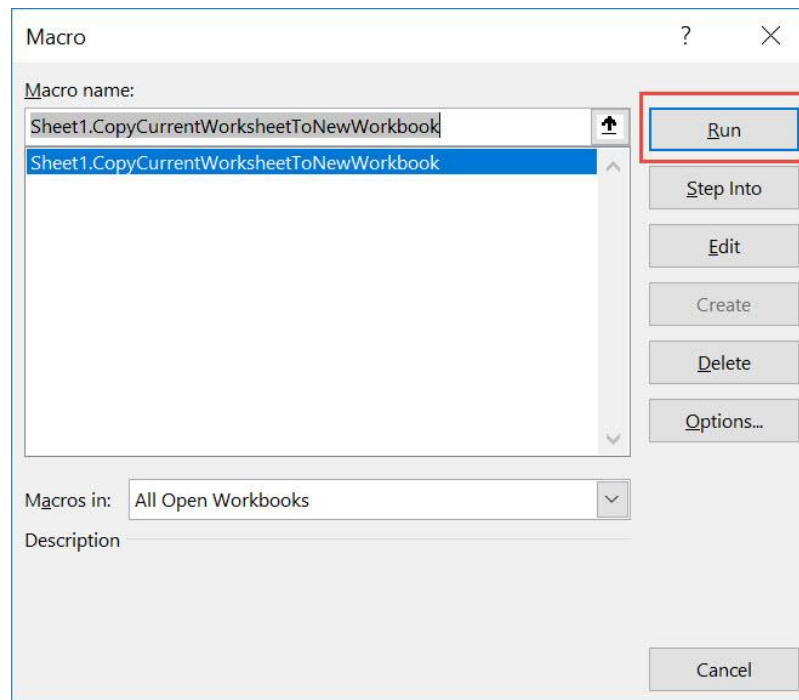 Macro
?
Macro name:
Sheet1.CopyCurrentWorksheetToNewWorkbook
Sheet1.CopyCurrentWorksheetToNewWorkbook
Run
Step Into
Edit
Create
Delete
Options...
Macros in: All Open Workbooks
Description
Cancel